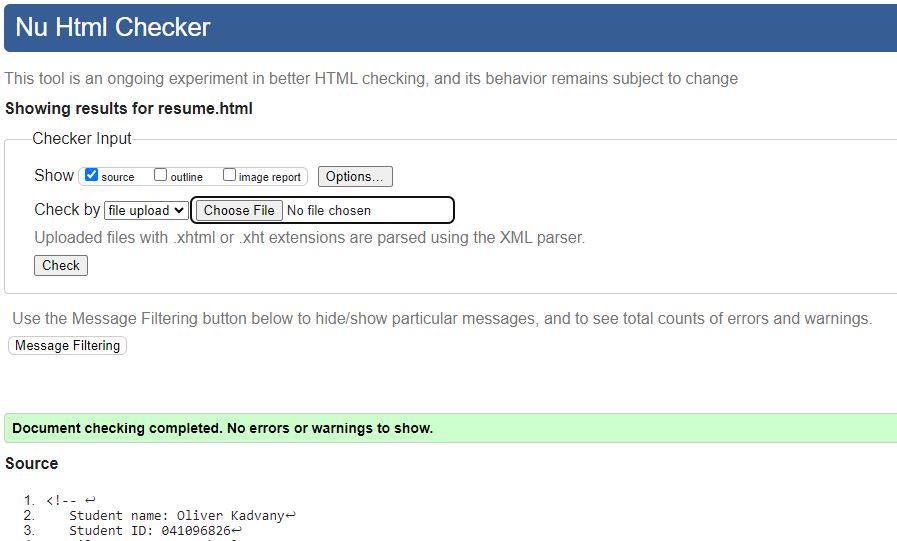 Nu Html Checker
This tool is an ongoing experiment in better HTML checking, and its behavior remains subject to change
Showing results for resume.html
Checker Input
Show source outline image report Options...
Check by file upload Choose File No file chosen
Uploaded files with .xhtml or .xht extensions are parsed using the XML parser.
Check
Use the Message Filtering button below to hide/show particular messages, and to see total counts of errors and warnings.
Message Filtering
Document checking completed. No errors or warnings to show.
Source
1. <!-- ↩
2. Student name: Oliver Kadvany↩
3. Student ID: 041096826↩